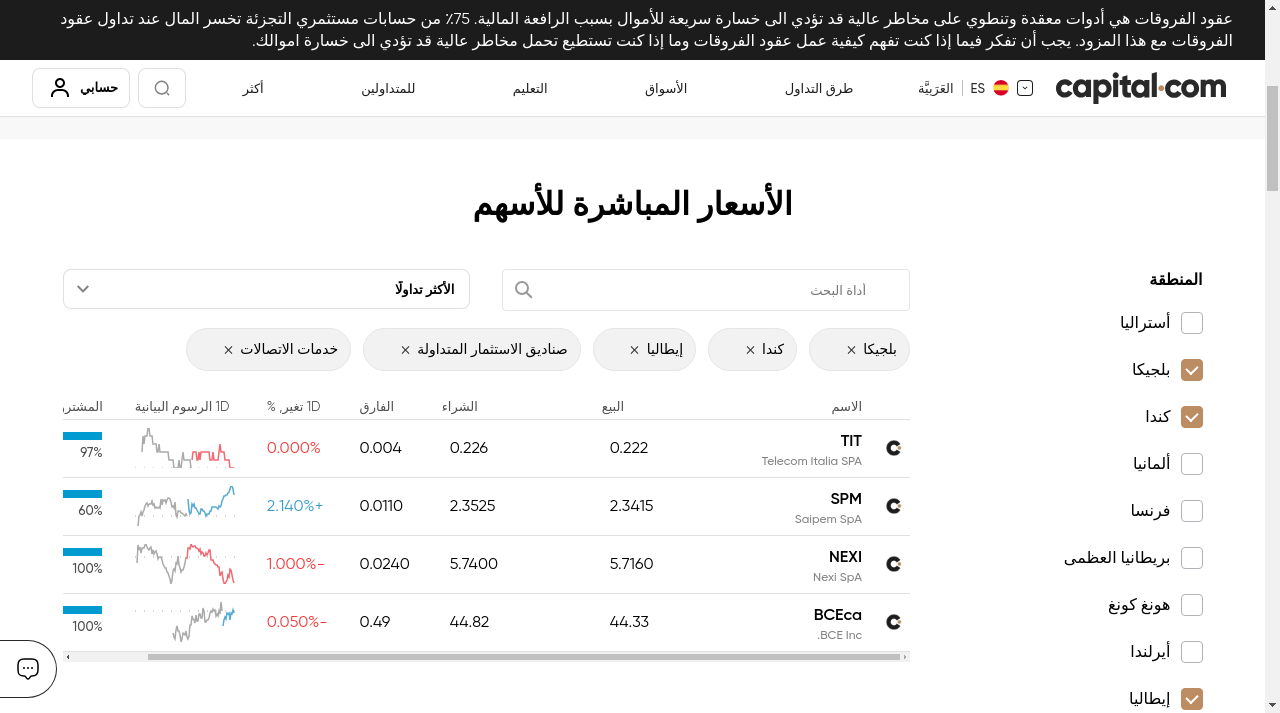 عقود الفروقات هي أدوات معقدة وتنطوي على مخاطر عالية قد تؤدي الى خسارة سريعة للأموال بسبب الرافعة المالية. 75٪ من حسابات مستثمري التجزئة تخسر المال عند تداول عقود
الفروقات مع هذا المزود. يجب أن تفكر فيما إذا كنت تفهم كيفية عمل عقود الفروقات وما إذا كنت تستطيع تحمل مخاطر عالية قد تؤدي الى خسارة اموالك.
capital.com
ES
العَرَبيَّة
طرق التداول
الأسواق
التعليم
للمتداولين
أكثر
حسابي
الأسعار المباشرة للأسهم
المنطقة
أستراليا
بلجيكا
كندا
ألمانيا
فرنسا
بريطانيا العظمى
هونغ كونغ
أيرلندا
إيطاليا
أداة البحث
الأكثر تداولًا
بلجيكا
كندا
إيطاليا
صناديق الاستثمار المتداولة
خدمات الاتصالات
الاسم البيع الشراء الفارق 1D تغير, % 1D الرسوم البيانية
TIT
Telecom Italia SPA
0.222 0.226 0.004 0.000% 97%
SPM
Saipem SpA
2.3415 2.3525 0.0110 2.140%+ 60%
NEXI
Nexi SpA
5.7160 5.7400 0.0240 1.000%- 100%
BCEca
.BCE Inc
44.33 44.82 0.49 0.050%- 100%